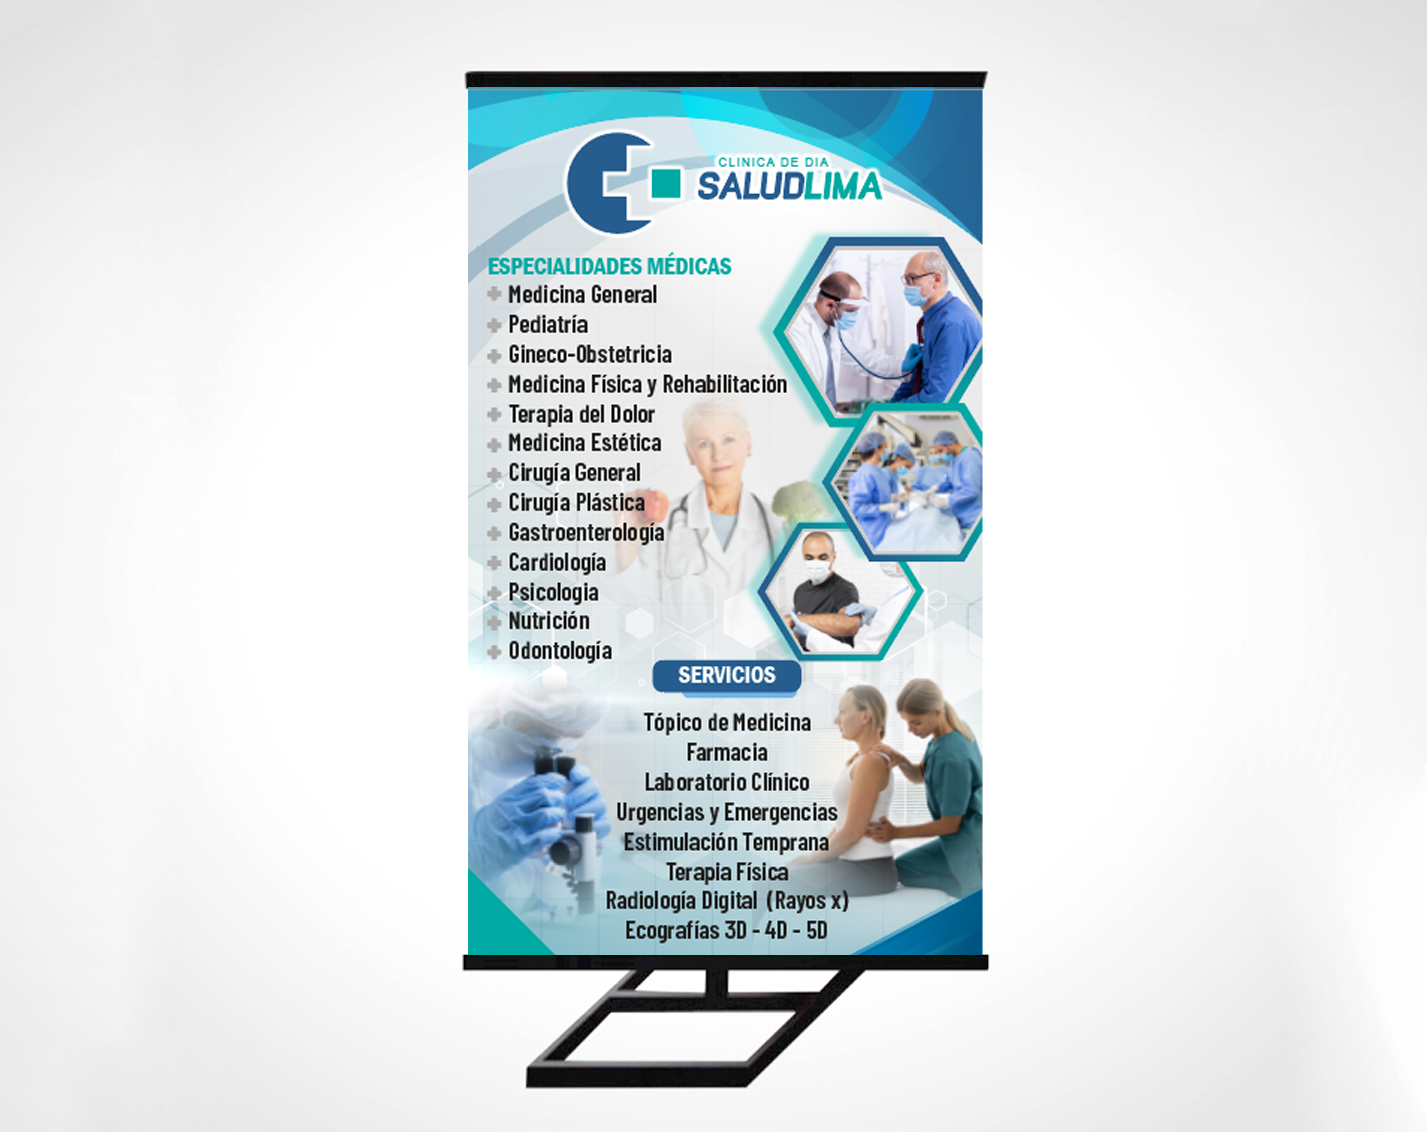 CLINICA DE DIA
SALUDLIMA
ESPECIALIDADES MÉDICAS
Medicina General
Pediatría
Gineco-Obstetricia
Medicina Física y Rehabilitación
Terapia del Dolor
Medicina Estética
Cirugía General
Cirugía Plástica
Gastroenterología
Cardiología
Psicologia
Nutrición
Odontología
SERVICIOS
Tópico de Medicina
Farmacia
Laboratorio Clínico
Urgencias y Emergencias
Estimulación Temprana
Terapia Física
Radiología Digital (Rayos x)
Ecografías 3D - 4D - 5D